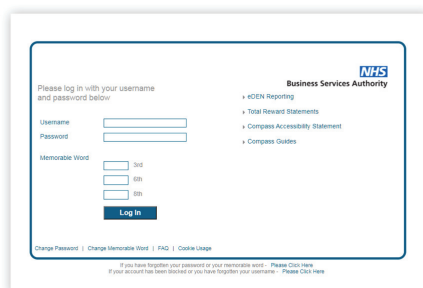 NHS
Business Services Authority
Please log in with your username
and password below
Username
Password
Memorable Word
3rd
6th
8th
Log In
› eDEN Reporting
› Total Reward Statements
› Compass Accessibility Statement
› Compass Guides
Change Password | Change Memorable Word | FAQ | Cookie Usage
If you have forgotten your password or your memorable word - Please Click Here
If your account has been blocked or you have forgotten your username - Please Click Here